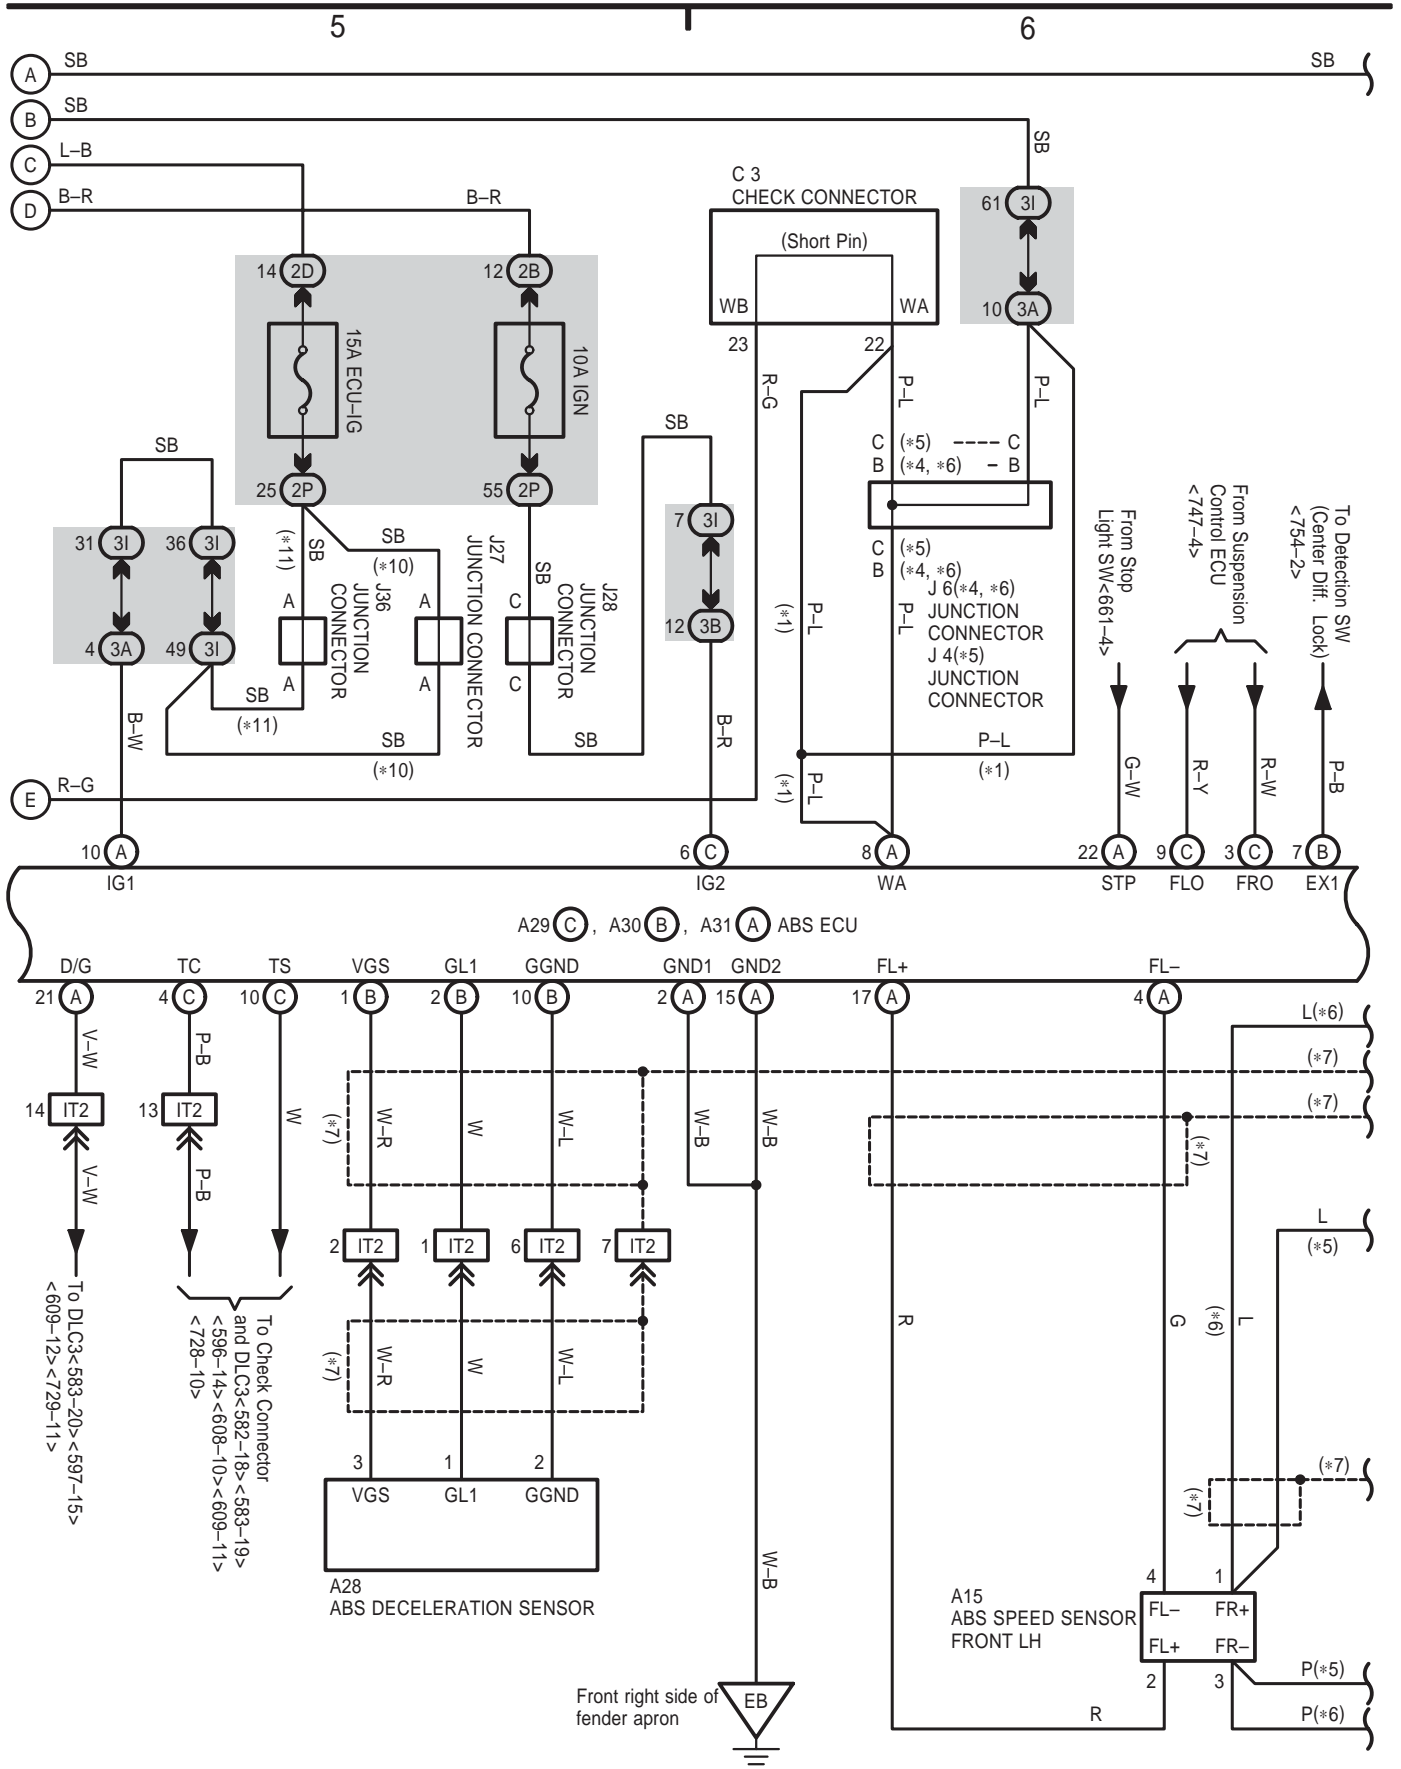 5 6
A SB SB
B SB
SB
C L–B
D B–R B–R
C 3
CHECK CONNECTOR
(Short Pin)
WB WA
23 22
61 3I
10 3A
14 2D 12 2B
15A ECU–IG
10A IGN
25 2P 55 2P
R–G
P–L
P–L
C (∗5) C
B (∗4, ∗6) B
C (∗5)
B (∗4, ∗6)
J 6(∗4, ∗6)
JUNCTION
CONNECTOR
J 4(∗5)
JUNCTION
CONNECTOR
SB
SB
31 3I 36 3I
7 3I
4 3A 49 3I
12 3B
(∗11)
SB
SB
(∗10)
A A
A A
J36
JUNCTION
CONNECTOR
J27
JUNCTION CONNECTOR
SB
C
C
J28
JUNCTION
CONNECTOR
SB
(∗11)
SB
(∗10)
SB
B–W
B–R
(∗1)
P–L
P–L
P–L
(∗1)
(∗1)
P–L
From Stop
Light SW<661–4>
From Suspension
Control ECU
<747–4>
To Detection SW
(Center Diff. Lock)
<754–2>
G–W
R–Y
R–W
P–B
E R–G
10 A 6 C 8 A 22 A 9 C 3 C 7 B
IG1 IG2 WA STP FLO FRO EX1
A29 C , A30 B , A31 A ABS ECU
D/G TC TS VGS GL1 GGND GND1 GND2 FL+ FL–
21 A 4 C 10 C 1 B 2 B 10 B 2 A 15 A 17 A 4 A
L(∗6)
(∗7)
(∗7)
V–W
P–B
W
14 IT2 13 IT2
(∗7)
W–R
W
W–L
W–B
W–B
(∗7)
V–W
P–B
L
(∗5)
2 IT2 1 IT2 6 IT2 7 IT2
To DLC3<583–20><597–15>
<609–12><729–11>
To Check Connector
and DLC3<582–18><583–19>
<596–14><608–10><609–11>
<728–10>
(∗7)
W–R
W
W–L
R
G
(∗6)
L
(∗7)
(∗7)
3 1 2
VGS GL1 GGND
A28
ABS DECELERATION SENSOR
W–B
A15
ABS SPEED SENSOR
FRONT LH
4 1
FL– FR+
FL+ FR–
2 3
P(∗5)
P(∗6)
R
Front right side of
fender apron
EB